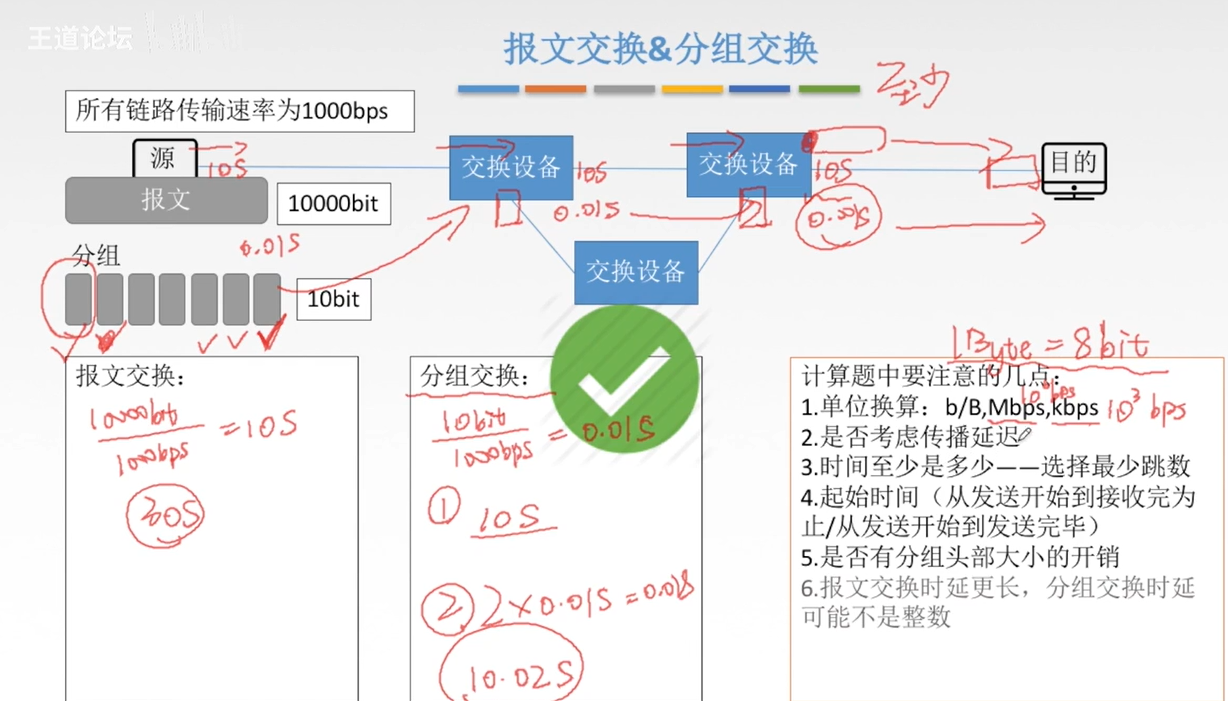 王道论坛
报文交换&分组交换
至少
所有链路传输速率为1000bps
源
10S
交换设备
10S
交换设备
10S
目的
报文
10000bit
0.01S
0.01S
分组
0.01S
交换设备
10bit
1Byte = 8bit
报文交换:
10000bit
1000bps
=10S
30S
分组交换:
10bit
1000bps
= 0.01S
① 10S
② 2×0.01S=
10.02S
计算题中要注意的几点:
1.单位换算:b/B,Mbps,kbps 10³ bps
2.是否考虑传播延迟
3.时间至少是多少——选择最少跳数
4.起始时间(从发送开始到接收完为
止/从发送开始到发送完毕)
5.是否有分组头部大小的开销
6.报文交换时延更长,分组交换时延
可能不是整数